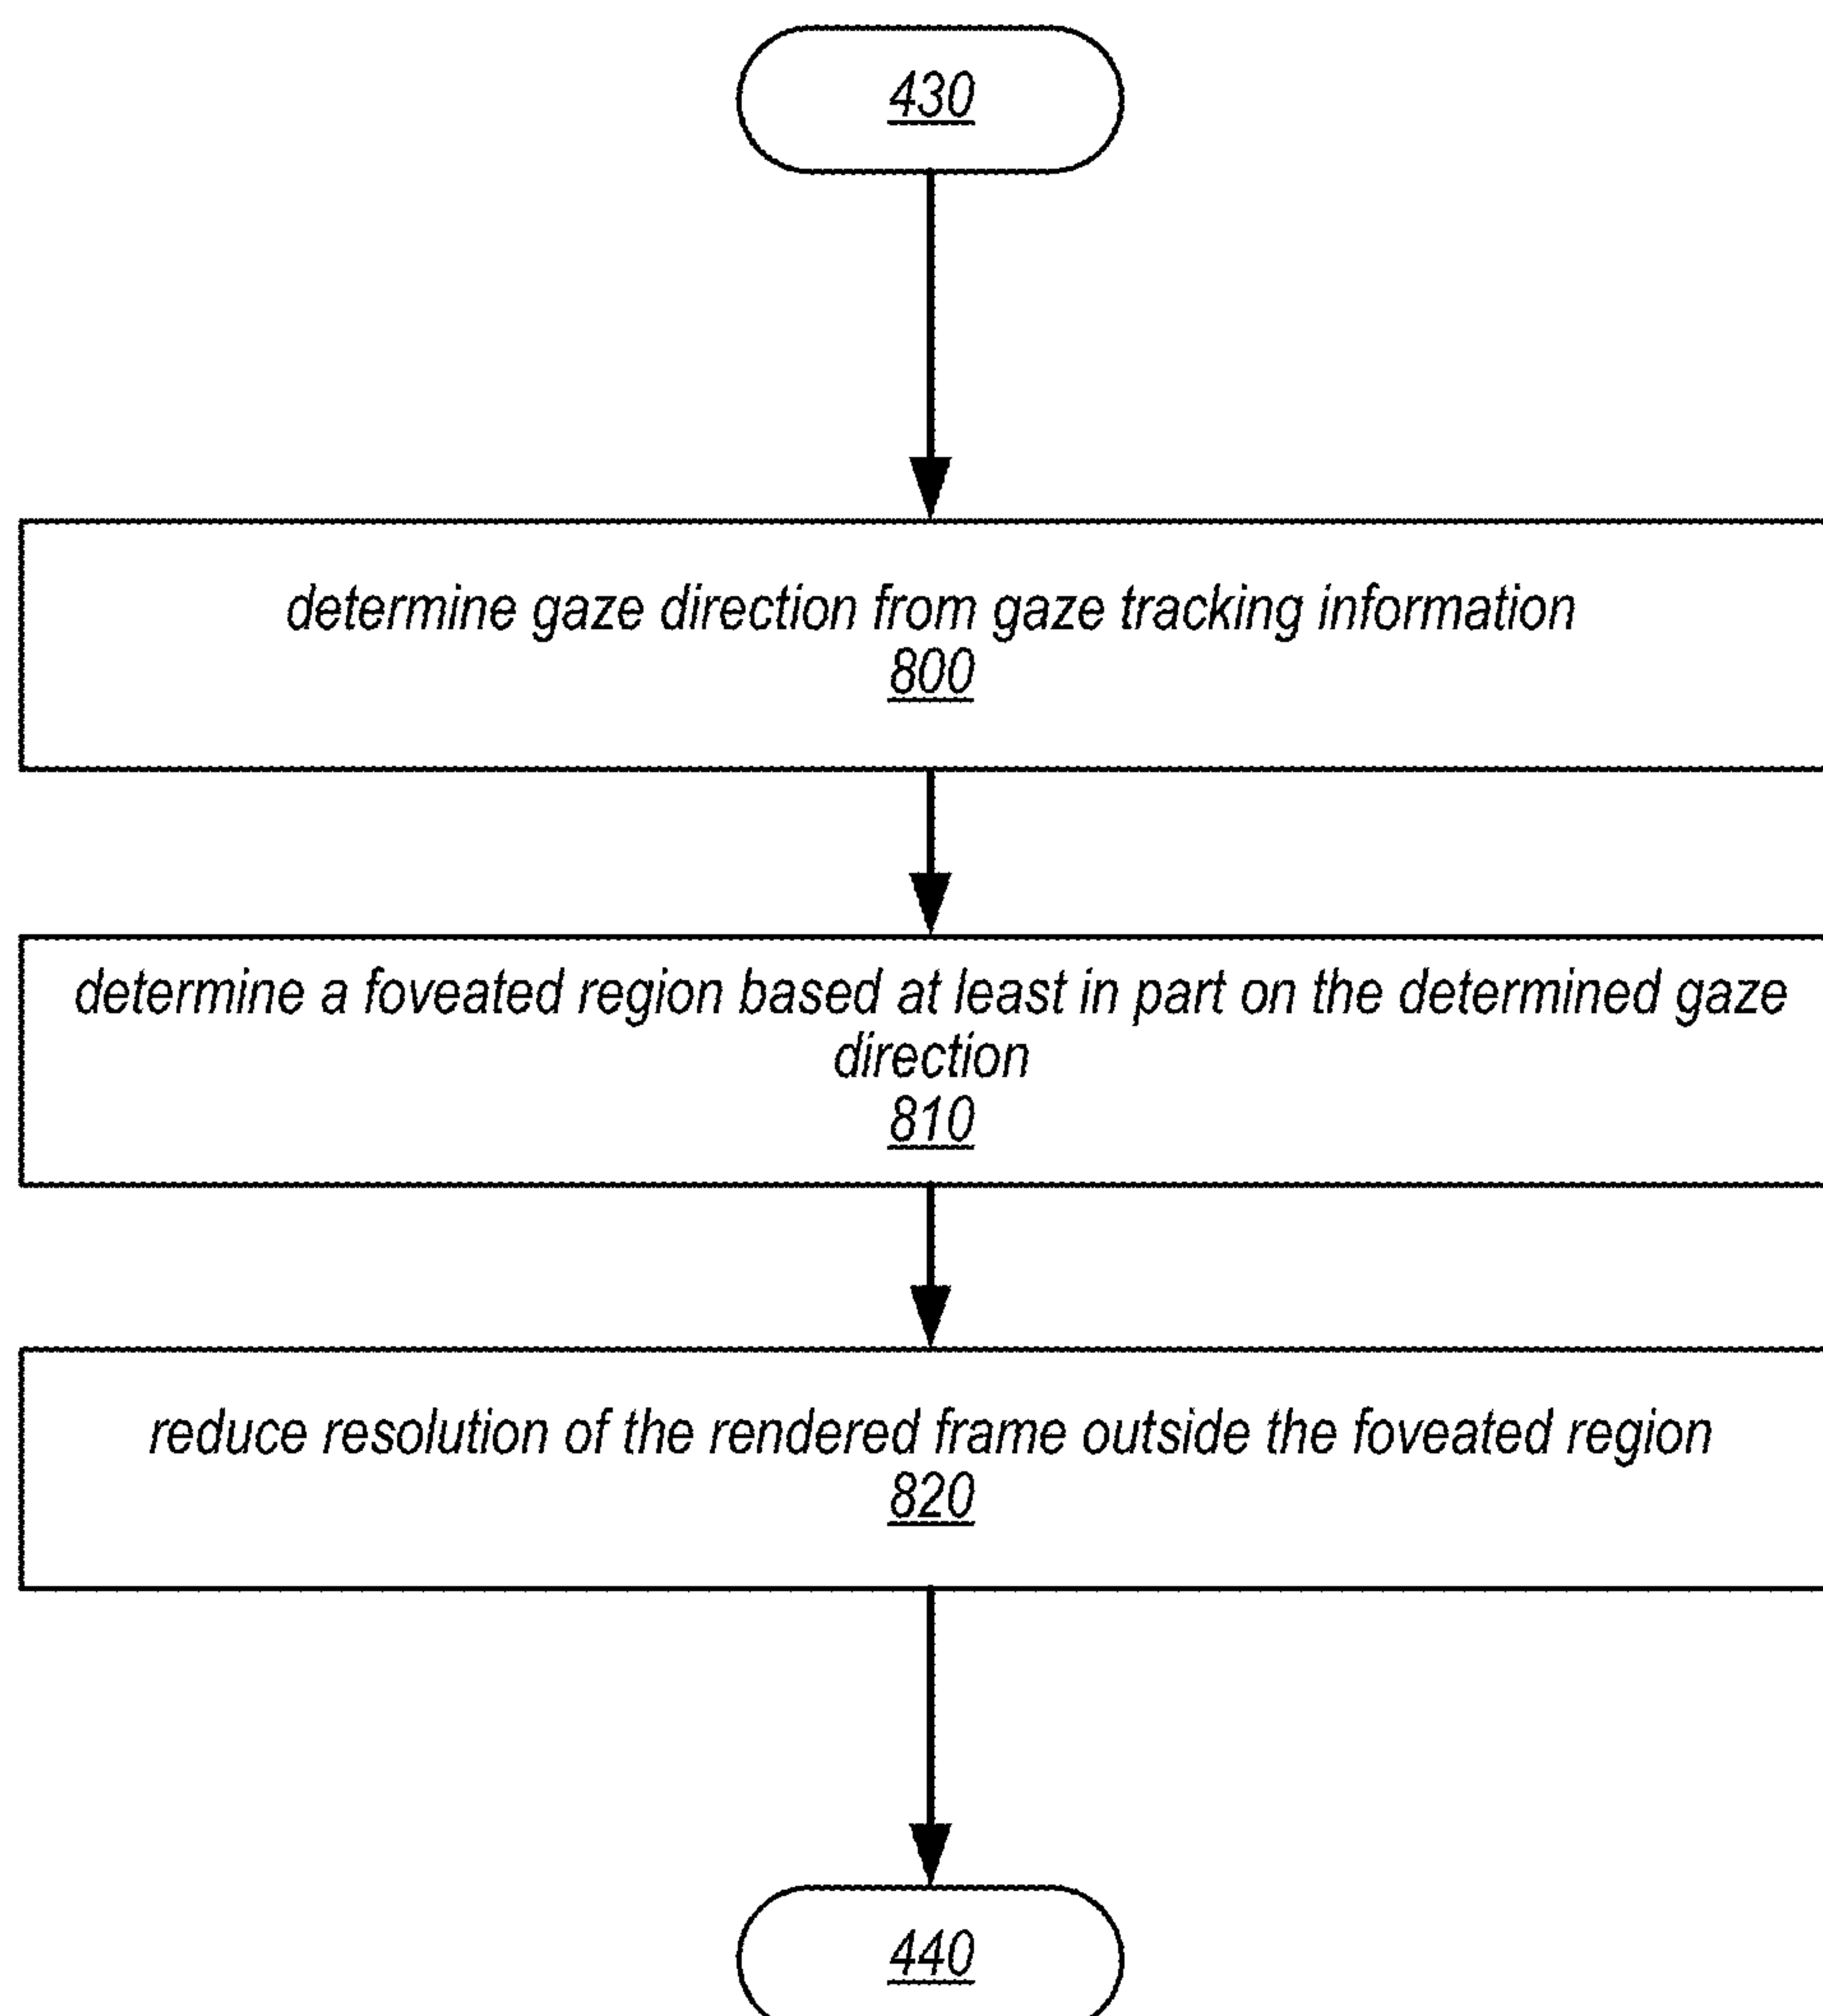 430
determine gaze direction from gaze tracking information
800
determine a foveated region based at least in part on the determined gaze
direction
810
reduce resolution of the rendered frame outside the foveated region
820
440